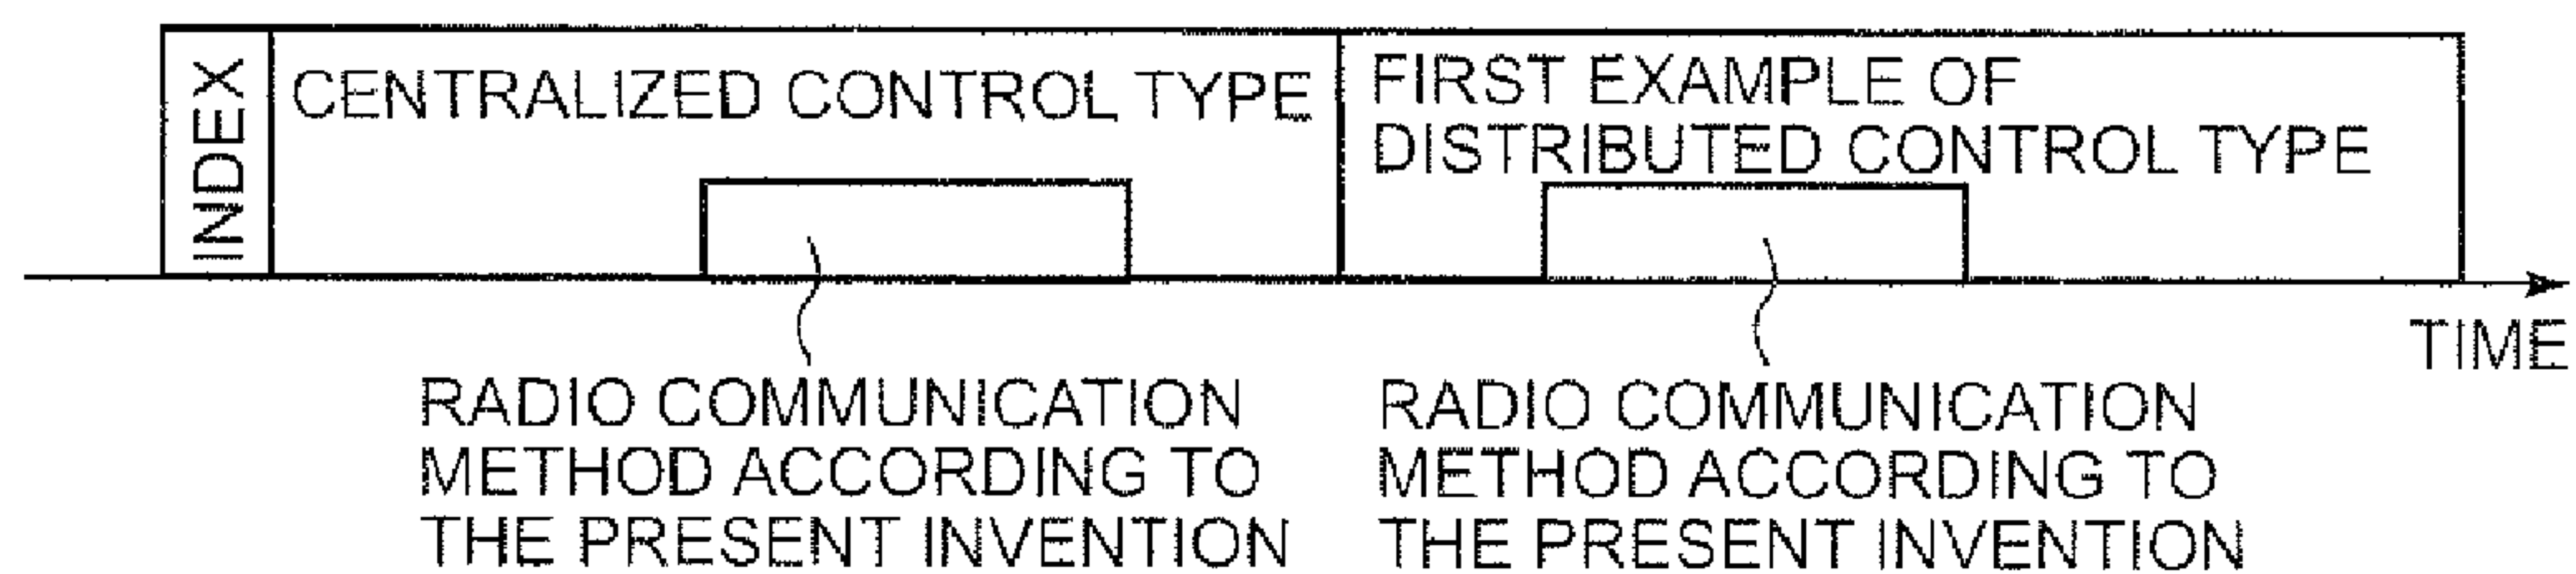 INDEX
CENTRALIZED CONTROL TYPE
FIRST EXAMPLE OF
DISTRIBUTED CONTROL TYPE
TIME
RADIO COMMUNICATION
METHOD ACCORDING TO
THE PRESENT INVENTION
RADIO COMMUNICATION
METHOD ACCORDING TO
THE PRESENT INVENTION